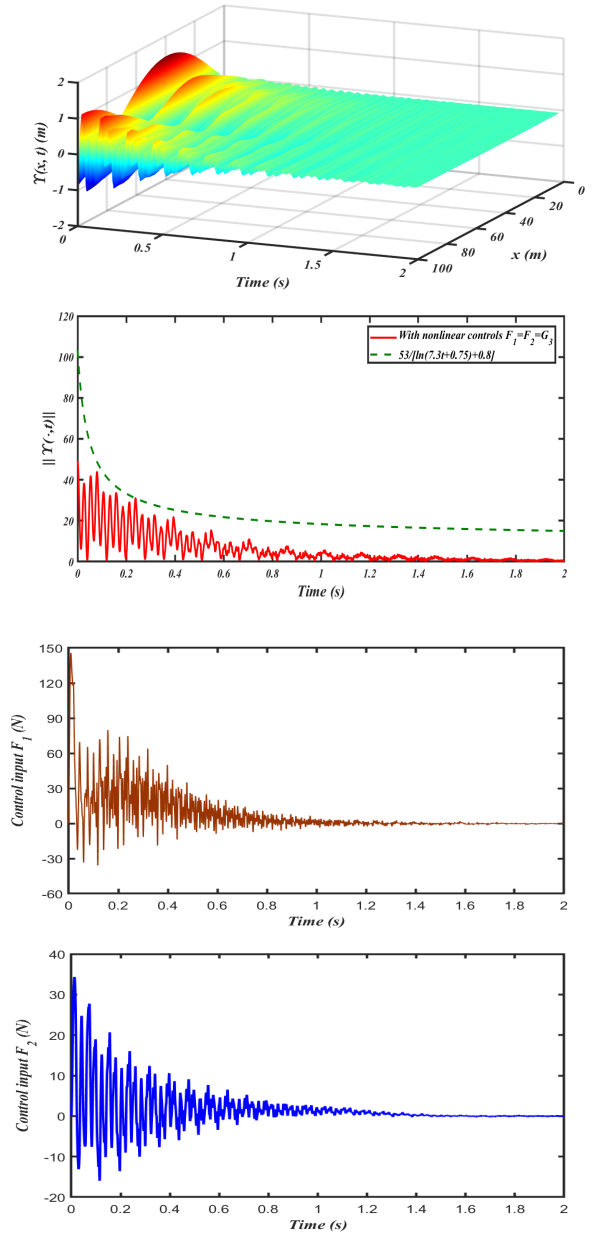 2
1
0
-1
-2
ϒ(x, t) (m)
0
0.5
1
1.5
2
Time (s)
100
80
60
40
20
0
x (m)
120
100
80
60
40
20
0
|| ϒ(·,t)||
With nonlinear controls F1=F2=G3
53/[ln(7.3t+0.75)+0.8]
0 0.2 0.4 0.6 0.8 1 1.2 1.4 1.6 1.8 2
Time (s)
150
120
90
60
30
0
-30
-60
Control input F1 (N)
0 0.2 0.4 0.6 0.8 1 1.2 1.4 1.6 1.8 2
Time (s)
40
30
20
10
0
-10
-20
Control input F2 (N)
0 0.2 0.4 0.6 0.8 1 1.2 1.4 1.6 1.8 2
Time (s)